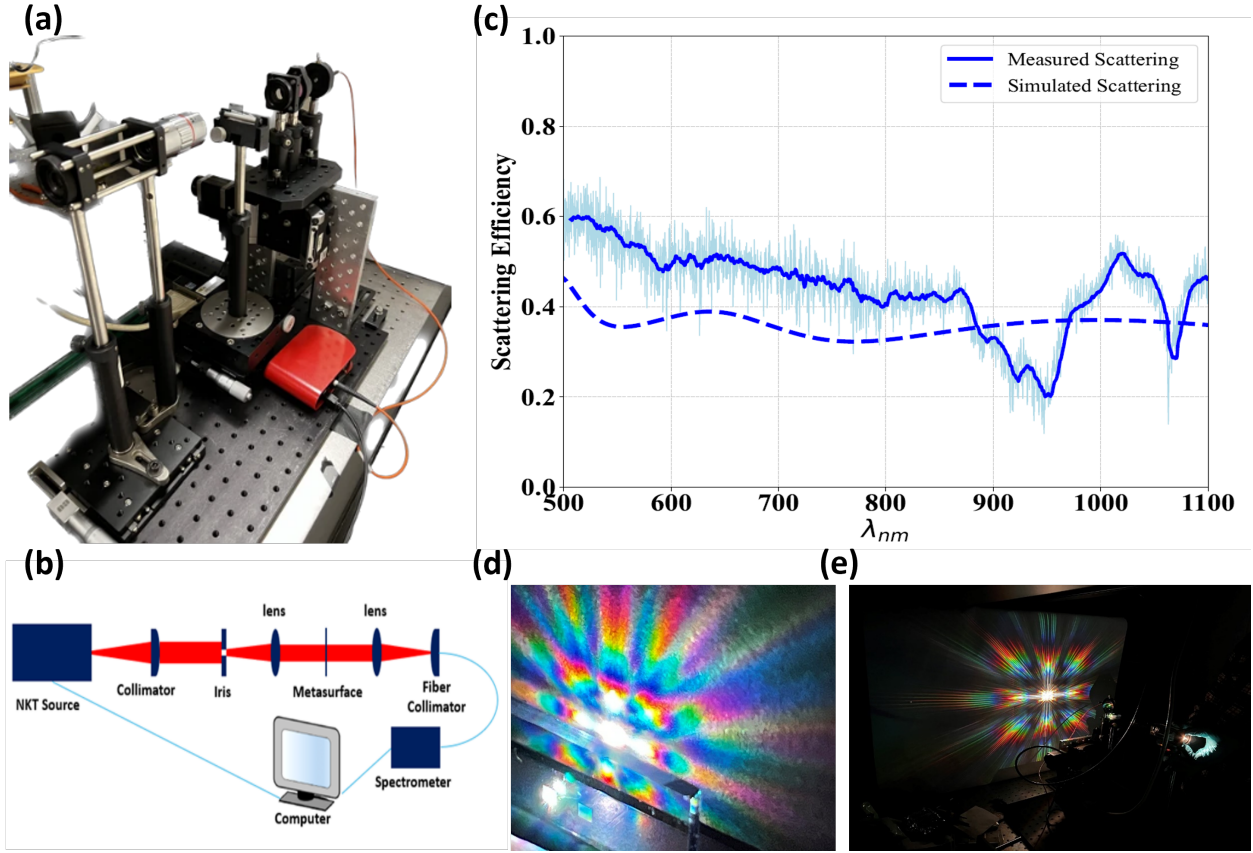 (a)
(c)
1.0
0.8
0.6
0.4
0.2
0.0
Scattering Efficiency
Measured Scattering
Simulated Scattering
500
600
700
800
900
1000
1100
λnm
(b)
NKT Source
Collimator
Iris
lens
Metasurface
lens
Fiber
Collimator
Spectrometer
Computer
(d)
(e)